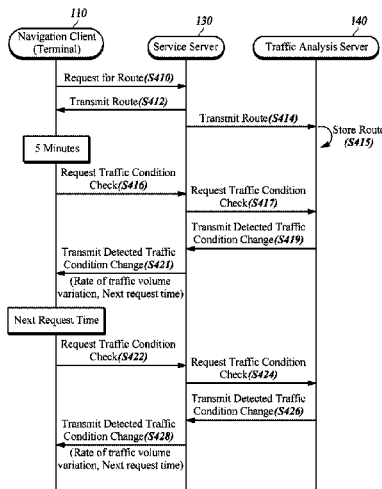 110
130
140
Navigation Client
(Terminal)
Service Server
Traffic Analysis Server
Request for Route(S410)
Transmit Route(S412)
Transmit Route(S414)
Store Route
(S415)
5 Minutes
Request Traffic Condition
Check(S416)
Request Traffic Condition
Check(S417)
Transmit Detected Traffic
Condition Change(S419)
Transmit Detected Traffic
Condition Change(S421)
(Rate of traffic volume
variation, Next request time)
Next Request Time
Request Traffic Condition
Check(S422)
Request Traffic Condition
Check(S424)
Transmit Detected Traffic
Condition Change(S426)
Transmit Detected Traffic
Condition Change(S428)
(Rate of traffic volume
variation, Next request time)